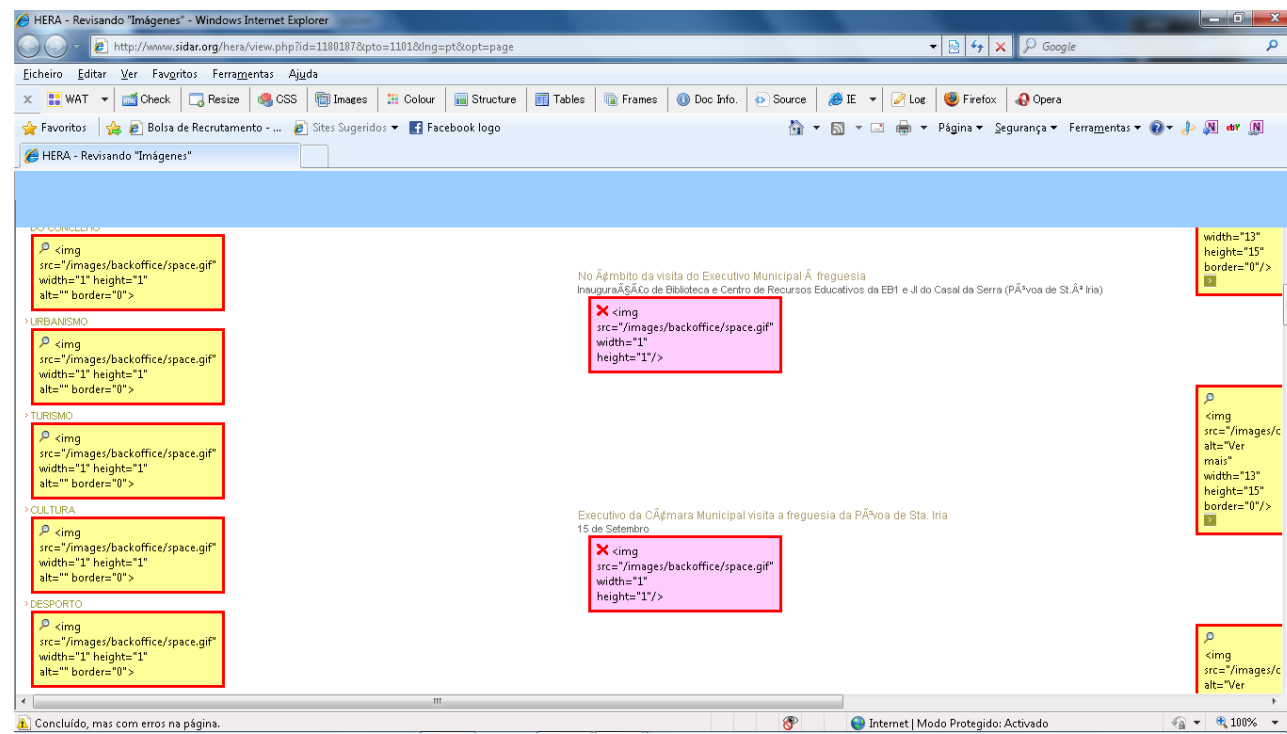 HERA - Revisando "Imágenes" - Windows Internet Explorer
http://www.sidar.org/hera/view.php?id=1180187&pto=1101&lng=pt&opt=page
Google
Ficheiro Editar Ver Favoritos Ferramentas Ajuda
x WAT Check Resize CSS Images Colour Structure Tables Frames Doc Info. Source IE Log Firefox Opera
Favoritos Bolsa de Recrutamento - ... Sites Sugeridos Facebook logo Página Segurança Ferramentas
HERA - Revisando "Imágenes"
DO CONCELHO
<img
src="/images/backoffice/space.gif"
width="1" height="1"
alt="" border="0">
> URBANISMO
<img
src="/images/backoffice/space.gif"
width="1" height="1"
alt="" border="0">
> TURISMO
<img
src="/images/backoffice/space.gif"
width="1" height="1"
alt="" border="0">
> CULTURA
<img
src="/images/backoffice/space.gif"
width="1" height="1"
alt="" border="0">
> DESPORTO
<img
src="/images/backoffice/space.gif"
width="1" height="1"
alt="" border="0">
No Ã¢mbito da visita do Executivo Municipal Ã freguesia
InauguraÃ§Ã£o de Biblioteca e Centro de Recursos Educativos da EB1 e JI do Casal da Serra (PÃ³voa de St.Âª Iria)
<img
src="/images/backoffice/space.gif"
width="1"
height="1"/>
Executivo da CÃ¢mara Municipal visita a freguesia da PÃ³voa de Sta. Iria
15 de Setembro
<img
src="/images/backoffice/space.gif"
width="1"
height="1"/>
width="13"
height="15"
border="0"/>
>
<img
src="/images/c
alt="Ver
mais"
width="13"
height="15"
border="0"/>
>
<img
src="/images/c
alt="Ver
Concluído, mas com erros na página.
Internet | Modo Protegido: Activado
100%